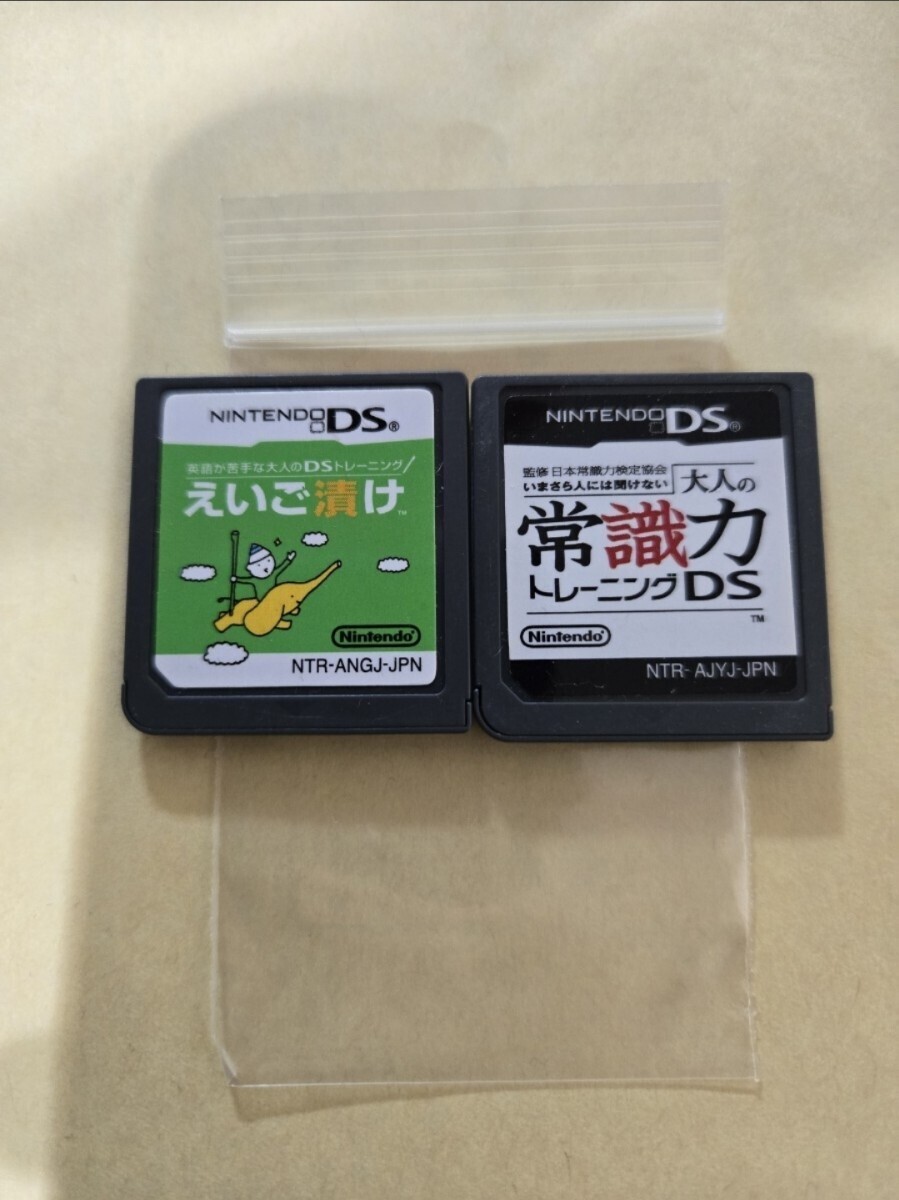 NINTENDO DS®
英語が苦手な大人のDSトレーニング
えいご漬け™
Nintendo®
NTR-ANGJ-JPN
NINTENDO DS®
監修 日本常識力検定協会
いまさら人には聞けない
大人の
常識力
トレーニングDS
™
Nintendo®
NTR- AJYJ-JPN